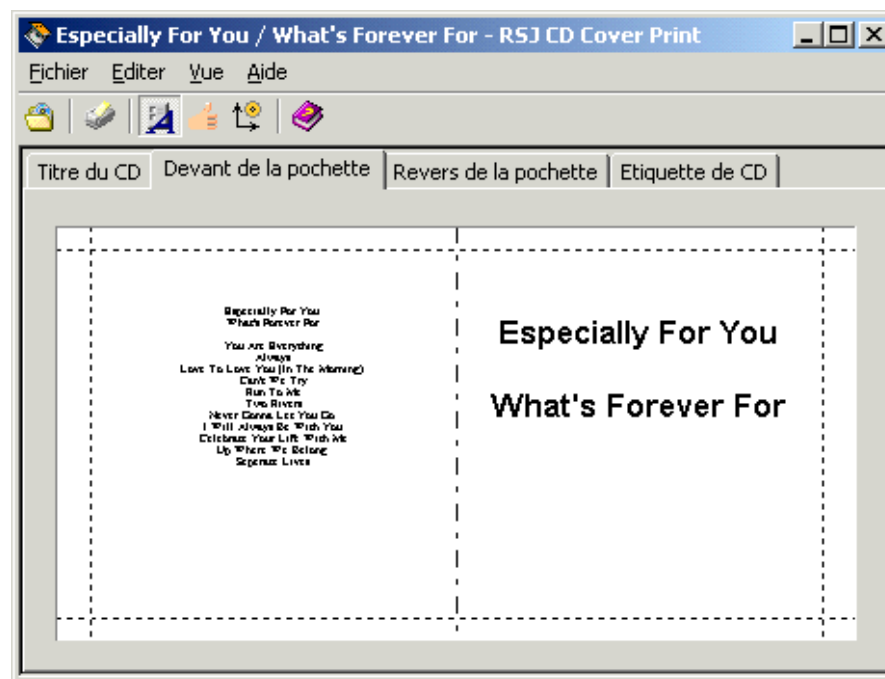 Especially For You / What's Forever For - RSJ CD Cover Print
Fichier Editer Vue Aide
Titre du CD Devant de la pochette Revers de la pochette Etiquette de CD
Especially For You
What's Forever For
You Are Everything
Always
Love To Love You (In The Morning)
Can't We Try
Run To Me
Two Rivers
Never Gonna Let You Go
I Will Always Be With You
Celebrate Your Life With Me
Up Where We Belong
Seperate Lives
Especially For You
What's Forever For